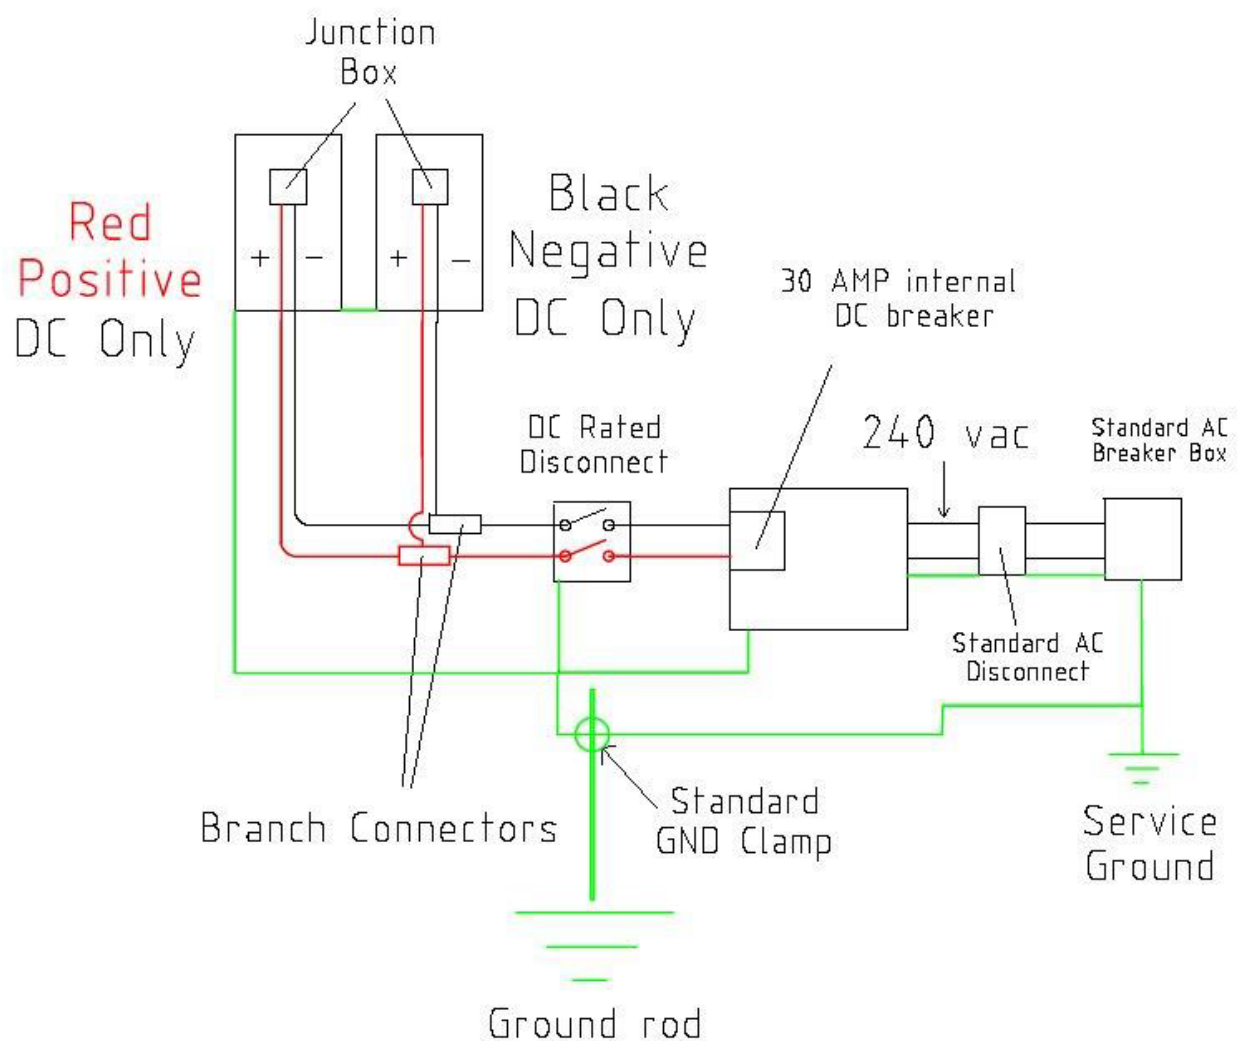 Junction
Box
Red
Positive
DC Only
Black
Negative
DC Only
+ -
+ -
30 AMP internal
DC breaker
DC Rated
Disconnect
240 vac
Standard AC
Breaker Box
Standard AC
Disconnect
Branch Connectors
Standard
GND Clamp
Service
Ground
Ground rod